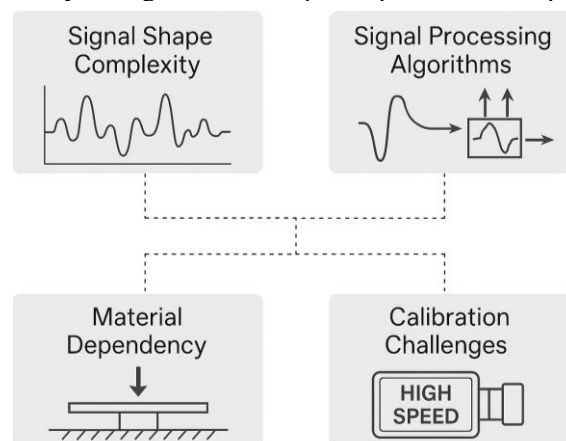 Signal Shape
Complexity
Signal Processing
Algorithms
Material
Dependency
Calibration
Challenges
HIGH
SPEED